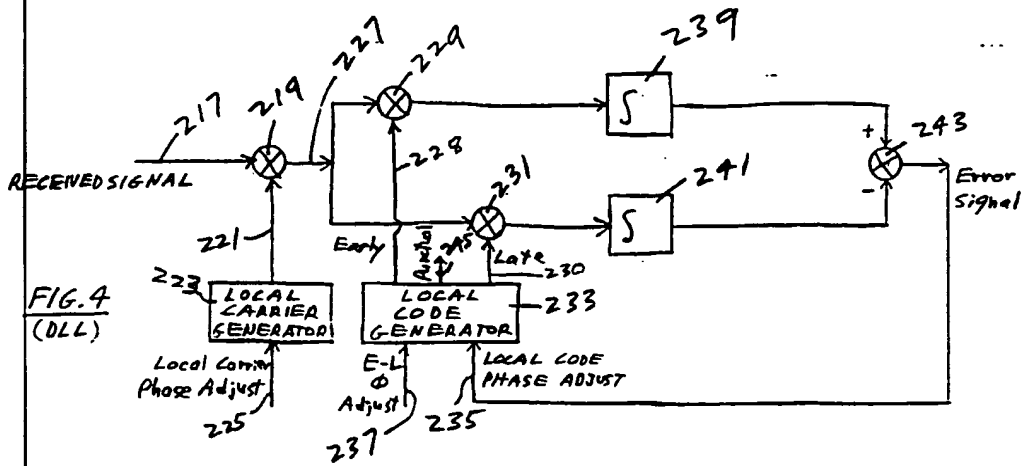 239
227
229
217
219
243
+
∫
228
231
241
RECEIVED SIGNAL
-
Error
Signal
∫
221
Early
Punctual
245
Late
230
223
FIG. 4
(DLL)
LOCAL
CARRIER
GENERATOR
LOCAL
CODE
GENERATOR
233
Local Carrier
Phase Adjust
E-L
Φ
Adjust
LOCAL CODE
PHASE ADJUST
225
237
235